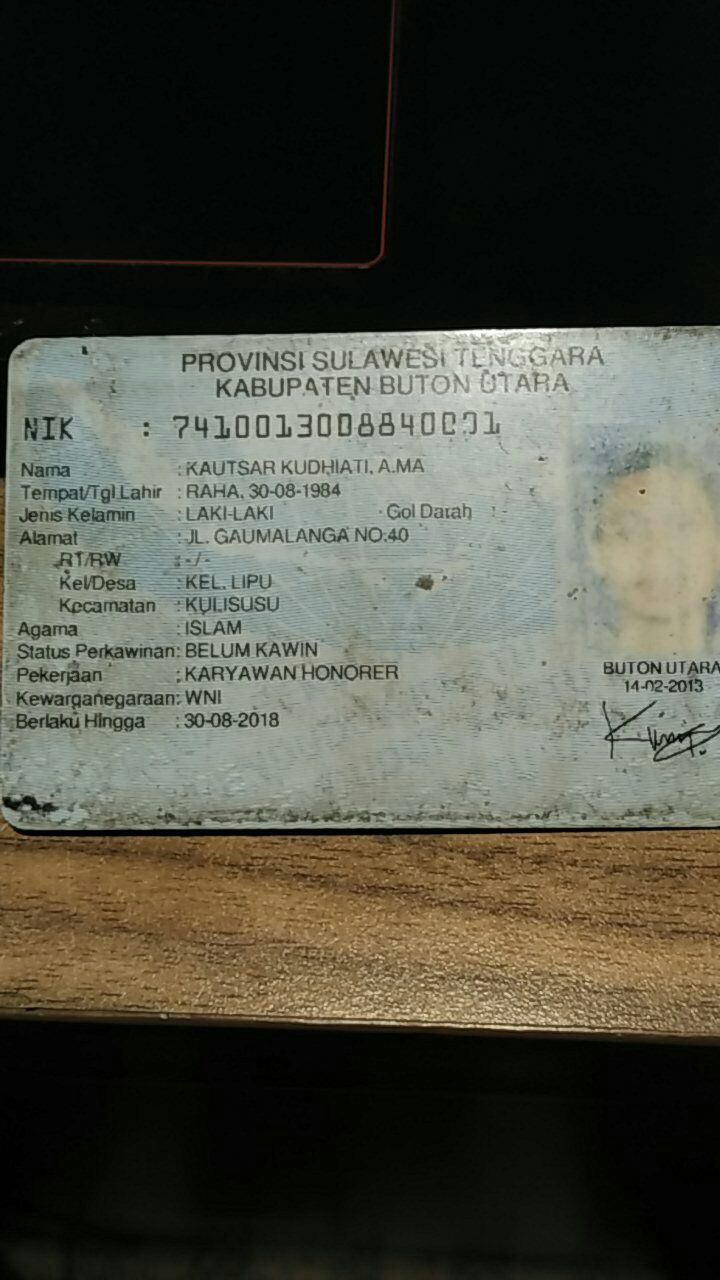 PROVINSI SULAWESI TENGGARA
KABUPATEN BUTON UTARA
NIK : 7410013008840001
Nama : KAUTSAR KUDHIATI, A.MA
Tempat/Tgl Lahir : RAHA, 30-08-1984
Jenis Kelamin : LAKI-LAKI Gol Darah :
Alamat : JL. GAUMALANGA NO:40
RT/RW : -/-
Kel/Desa : KEL. LIPU
Kecamatan : KULISUSU
Agama : ISLAM
Status Perkawinan: BELUM KAWIN
Pekerjaan : KARYAWAN HONORER
Kewarganegaraan: WNI
Berlaku Hingga : 30-08-2018
BUTON UTARA
14-02-2013